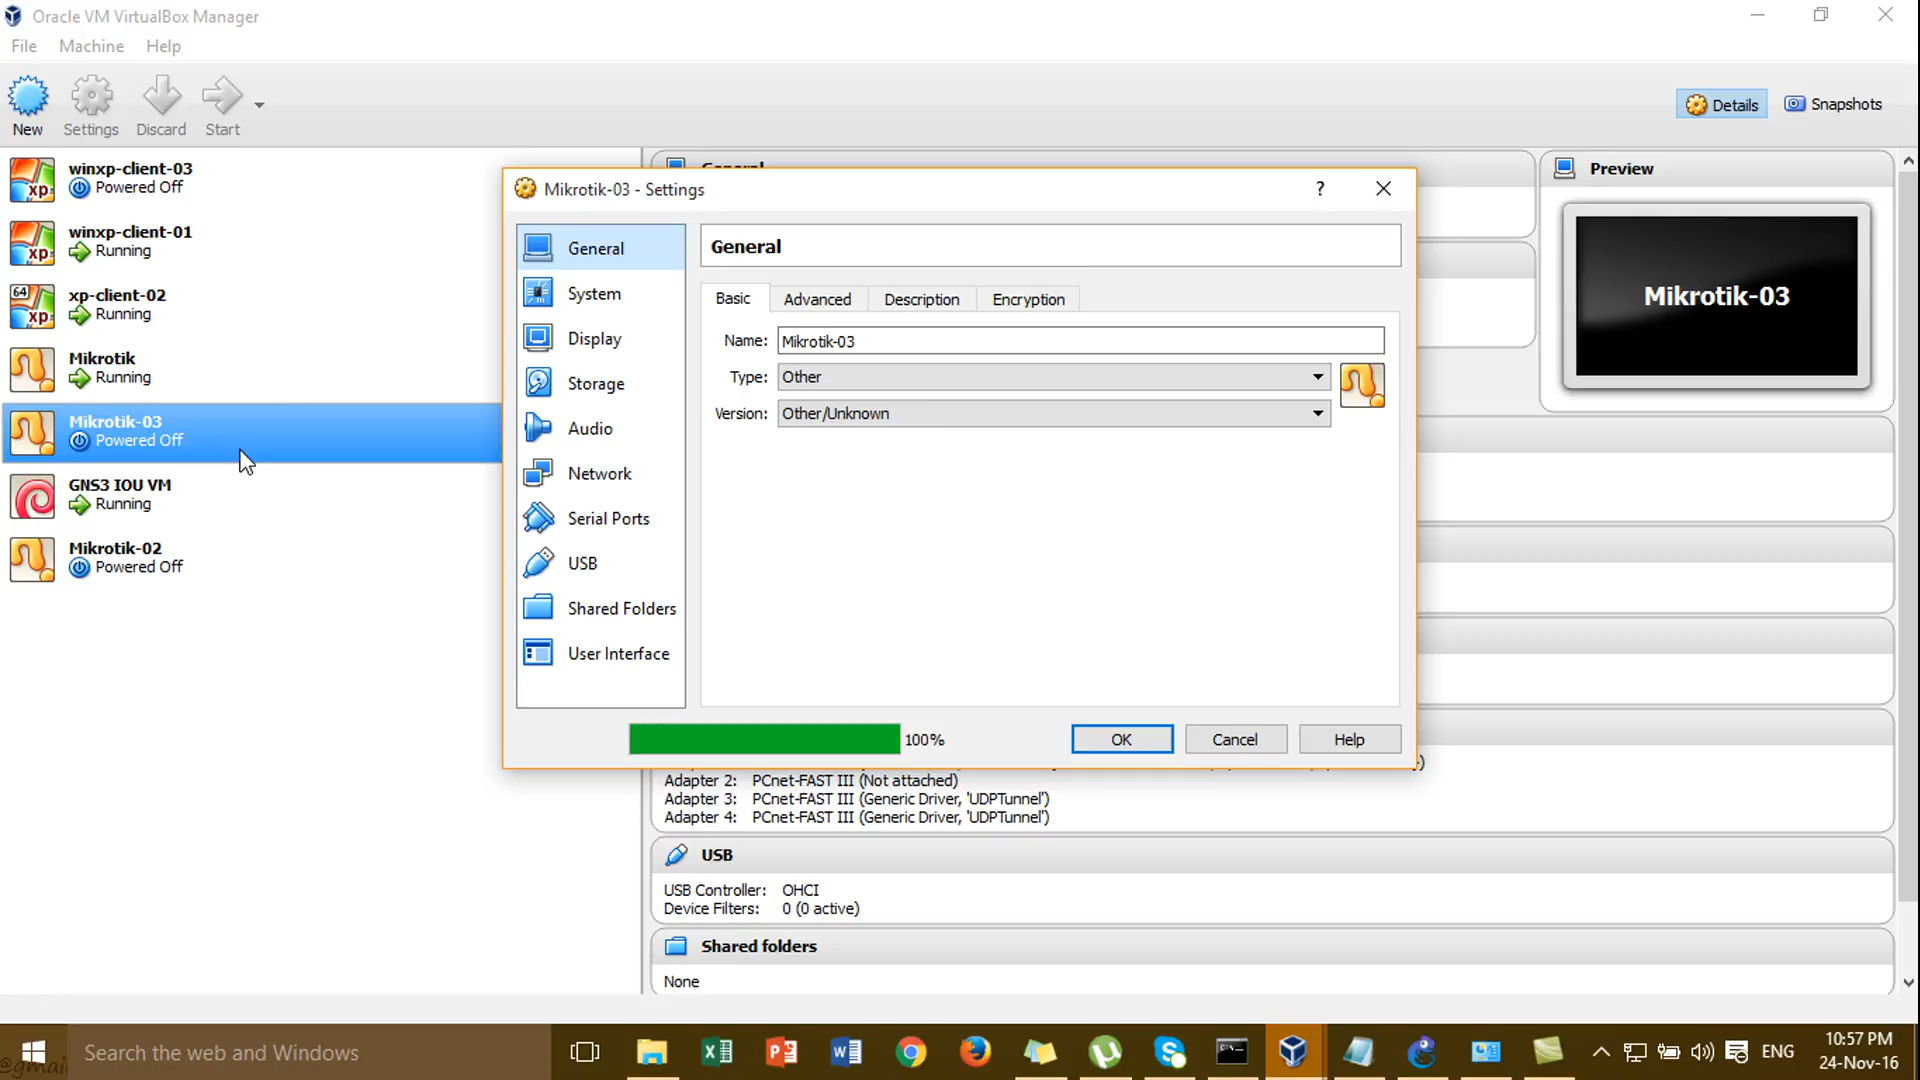 Oracle VM VirtualBox Manager
File Machine Help
New Settings Discard Start
Details Snapshots
winxp-client-03
Powered Off
winxp-client-01
Running
64
xp-client-02
Running
Mikrotik
Running
Mikrotik-03
Powered Off
GNS3 IOU VM
Running
Mikrotik-02
Powered Off
General
Preview
Mikrotik-03
Mikrotik-03 - Settings
General
System
Display
Storage
Audio
Network
Serial Ports
USB
Shared Folders
User Interface
General
Basic Advanced Description Encryption
Name: Mikrotik-03
Type: Other
Version: Other/Unknown
100%
OK Cancel Help
Adapter 2: PCnet-FAST III (Not attached)
Adapter 3: PCnet-FAST III (Generic Driver, 'UDPTunnel')
Adapter 4: PCnet-FAST III (Generic Driver, 'UDPTunnel')
USB
USB Controller: OHCI
Device Filters: 0 (0 active)
Shared folders
None
Search the web and Windows
ENG
10:57 PM
24-Nov-16